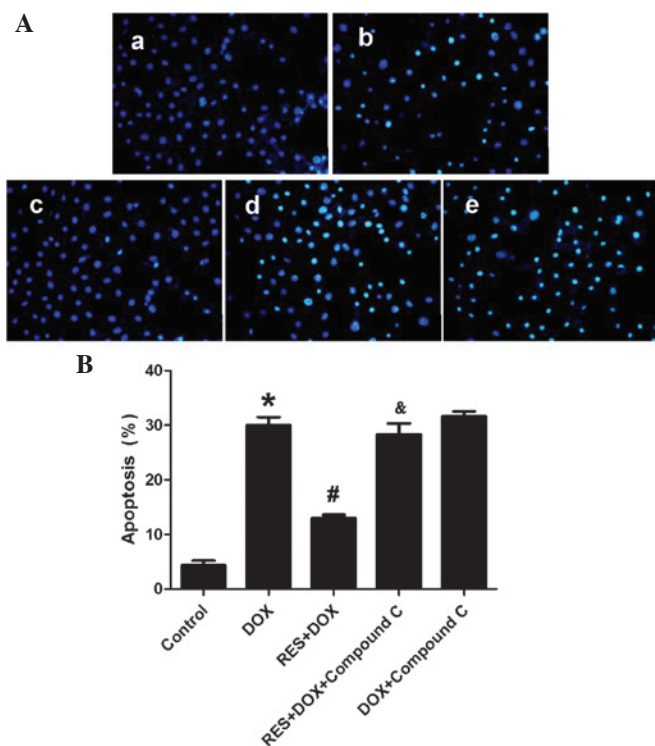 A
a
b
c
d
e
B
Apoptosis (%)
40
30
20
10
0
*
#
&
Control
DOX
RES+DOX
RES+DOX+Compound C
DOX+Compound C